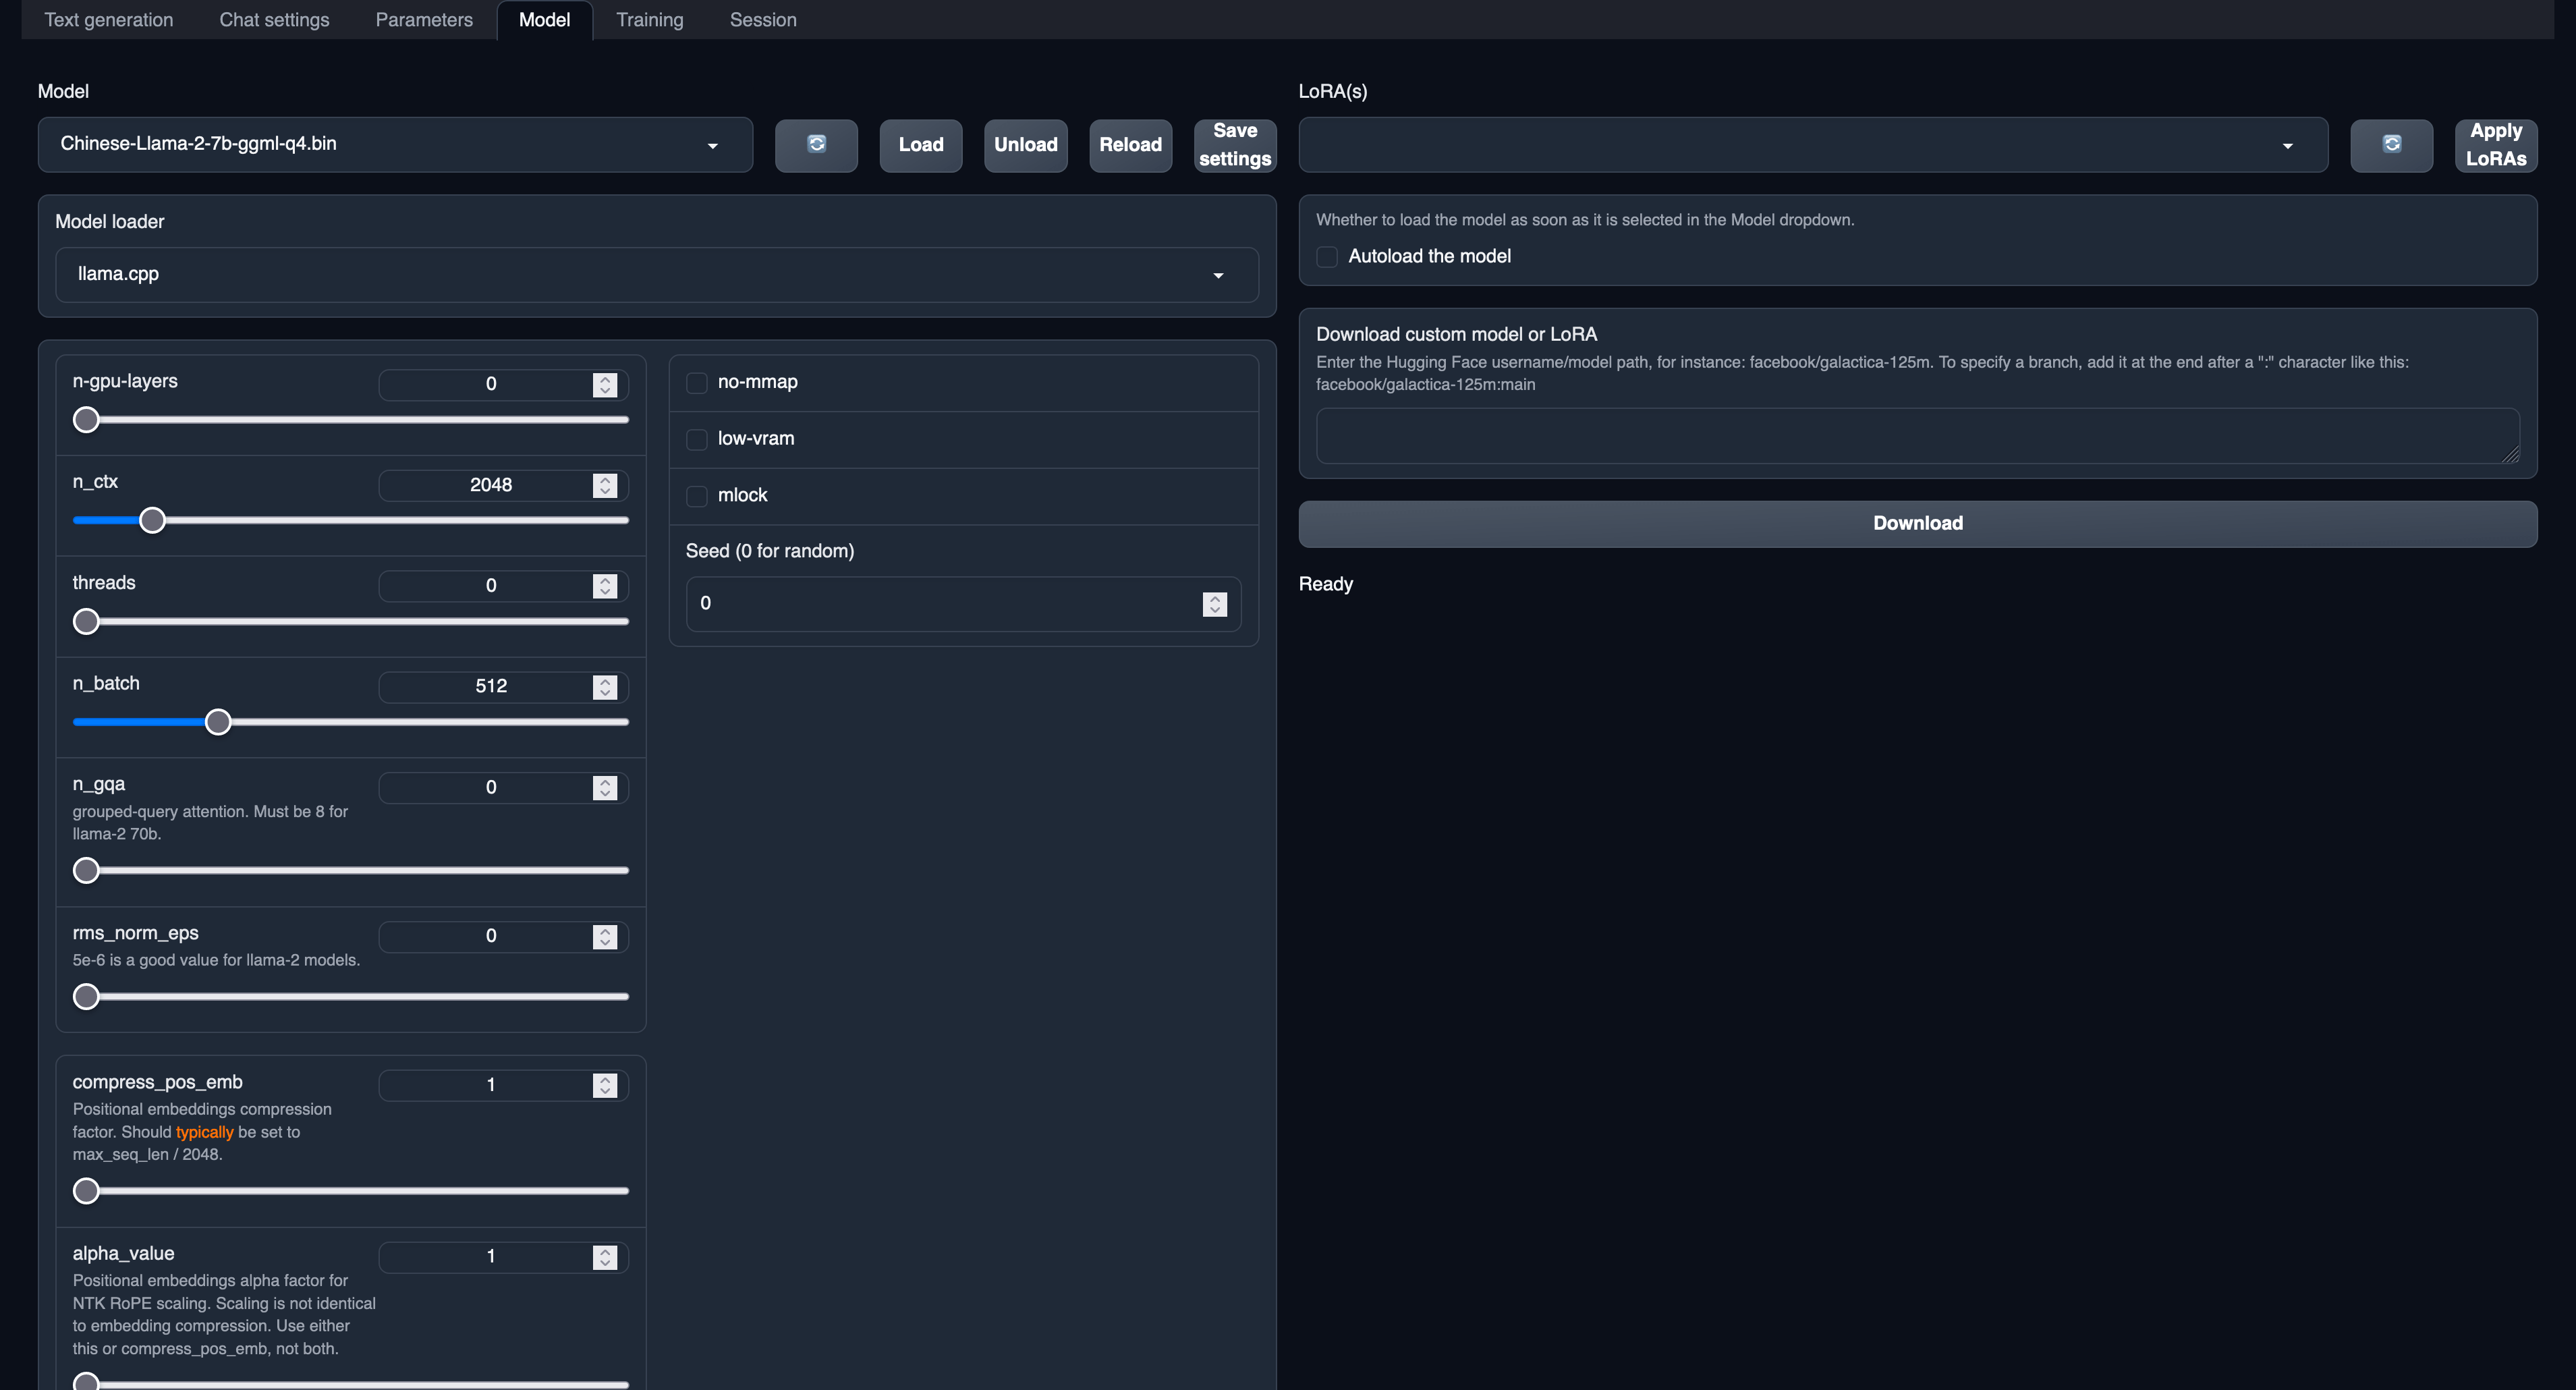 Text generation
Chat settings
Parameters
Model
Training
Session
Model
Chinese-Llama-2-7b-ggml-q4.bin
Load
Unload
Reload
Save
settings
Model loader
llama.cpp
n-gpu-layers
0
n_ctx
2048
threads
0
n_batch
512
n_gqa
0
grouped-query attention. Must be 8 for
llama-2 70b.
rms_norm_eps
0
5e-6 is a good value for llama-2 models.
compress_pos_emb
1
Positional embeddings compression
factor. Should typically be set to
max_seq_len / 2048.
alpha_value
1
Positional embeddings alpha factor for
NTK RoPE scaling. Scaling is not identical
to embedding compression. Use either
this or compress_pos_emb, not both.
no-mmap
low-vram
mlock
Seed (0 for random)
0
LoRA(s)
Apply
LoRAs
Whether to load the model as soon as it is selected in the Model dropdown.
Autoload the model
Download custom model or LoRA
Enter the Hugging Face username/model path, for instance: facebook/galactica-125m. To specify a branch, add it at the end after a ":" character like this:
facebook/galactica-125m:main
Download
Ready